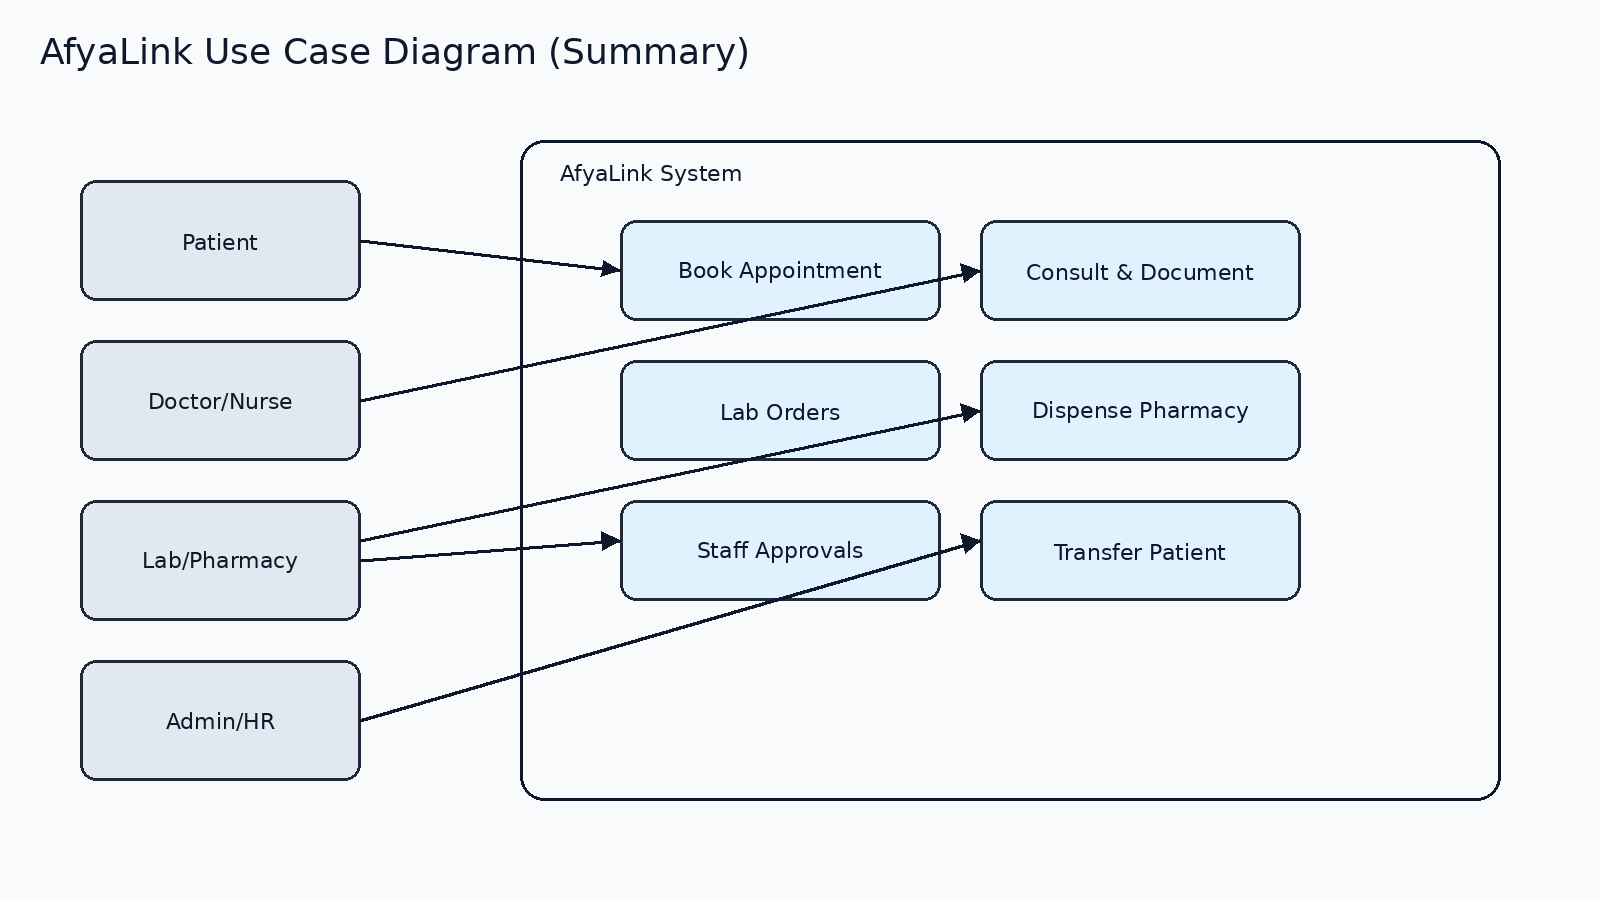 AfyaLink Use Case Diagram (Summary)
AfyaLink System
Patient
Book Appointment
Consult & Document
Doctor/Nurse
Lab Orders
Dispense Pharmacy
Lab/Pharmacy
Staff Approvals
Transfer Patient
Admin/HR